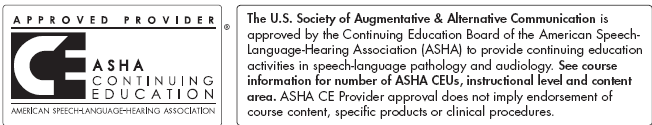 APPROVED PROVIDER
®
CE
ASHA
CONTINUING
EDUCATION
AMERICAN SPEECH-LANGUAGE-HEARING ASSOCIATION
The U.S. Society of Augmentative & Alternative Communication is
approved by the Continuing Education Board of the American Speech-
Language-Hearing Association (ASHA) to provide continuing education
activities in speech-language pathology and audiology. See course
information for number of ASHA CEUs, instructional level and content
area. ASHA CE Provider approval does not imply endorsement of
course content, specific products or clinical procedures.